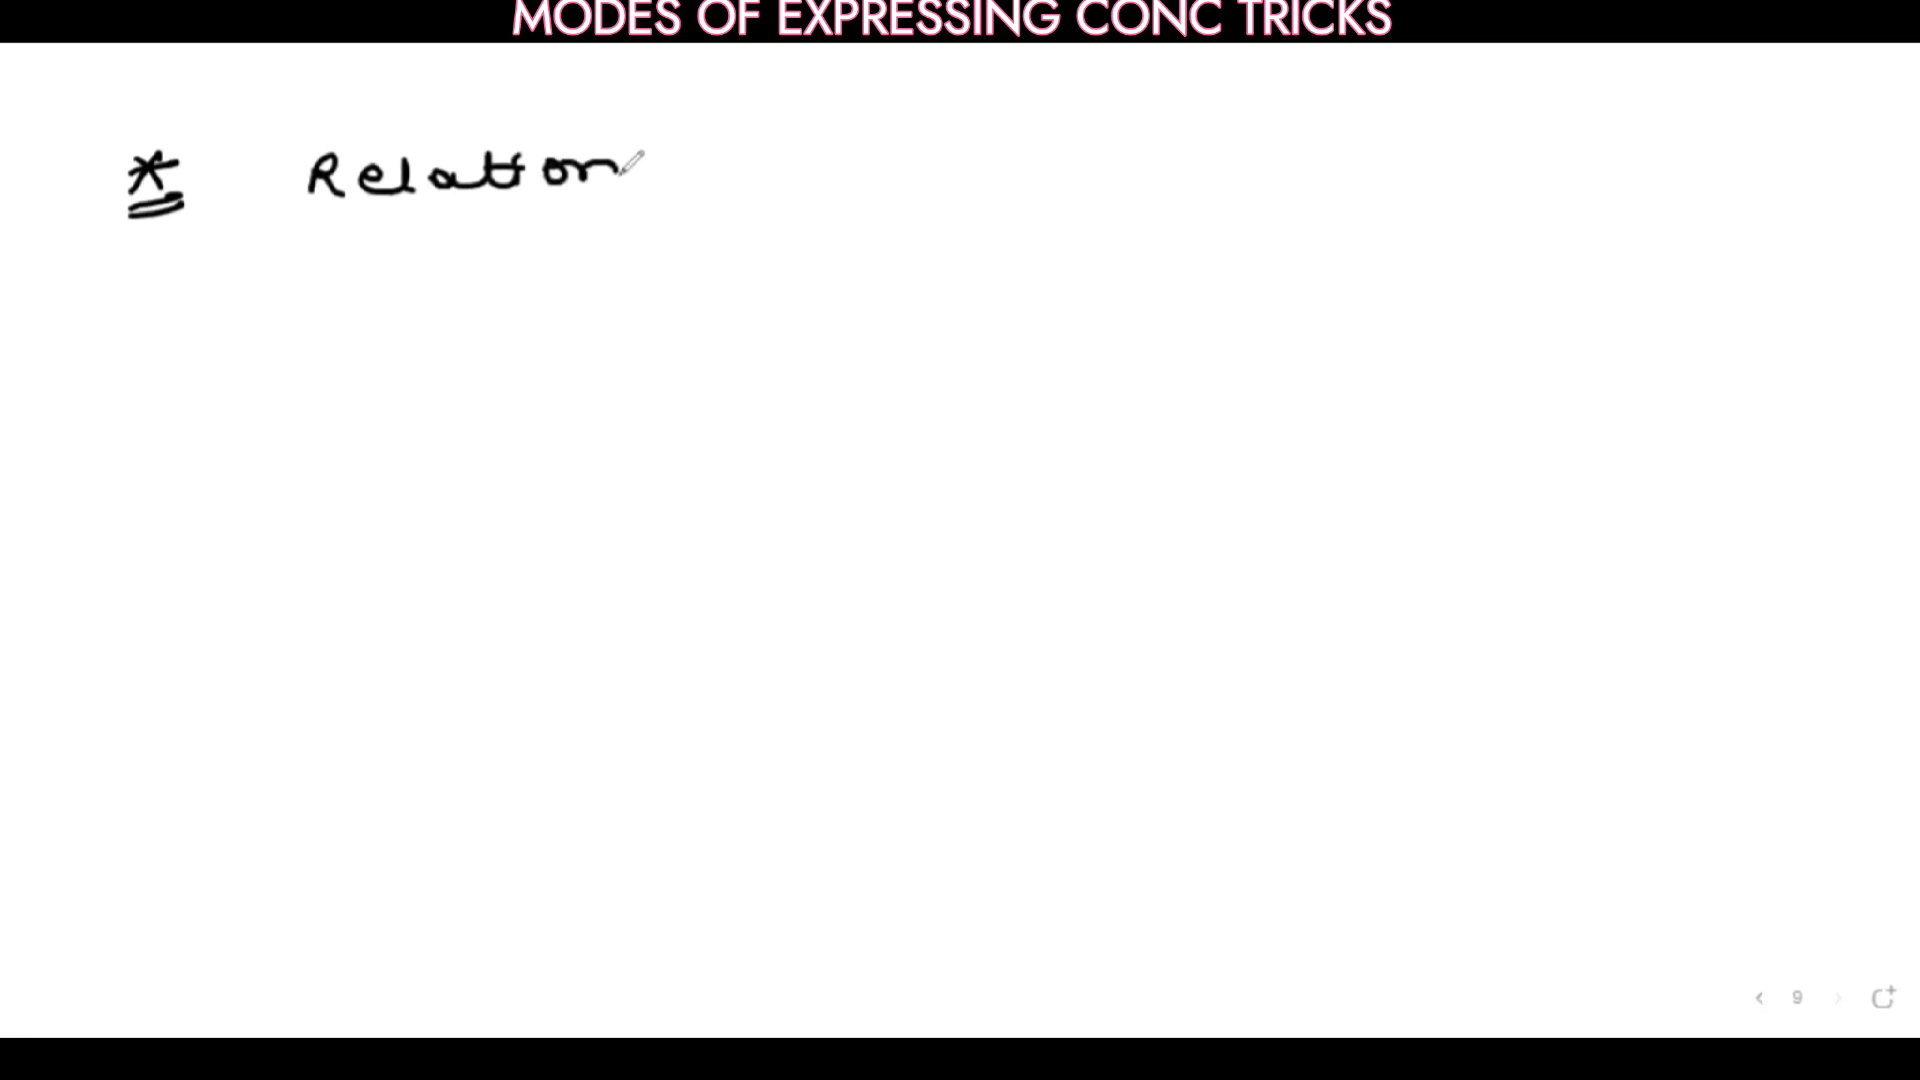 MODES OF EXPRESSING CONC TRICKS
* Relation
9